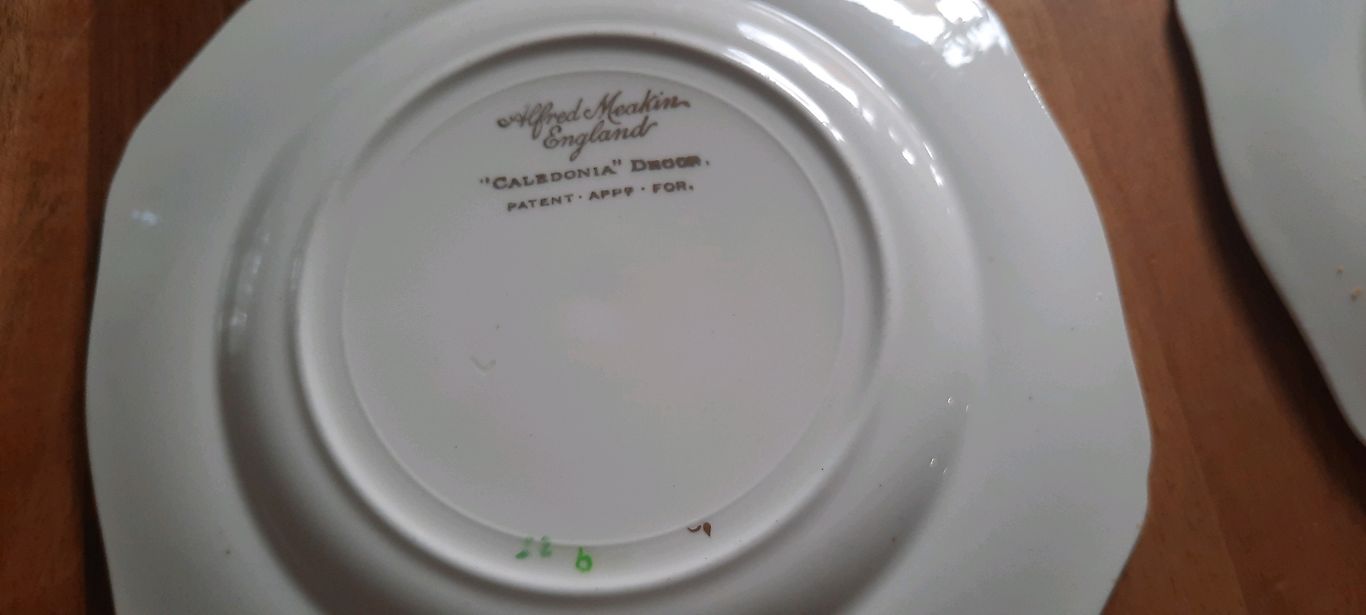 Alfred Meakin
England
"CALEDONIA" DECOR.
PATENT · APPD · FOR.